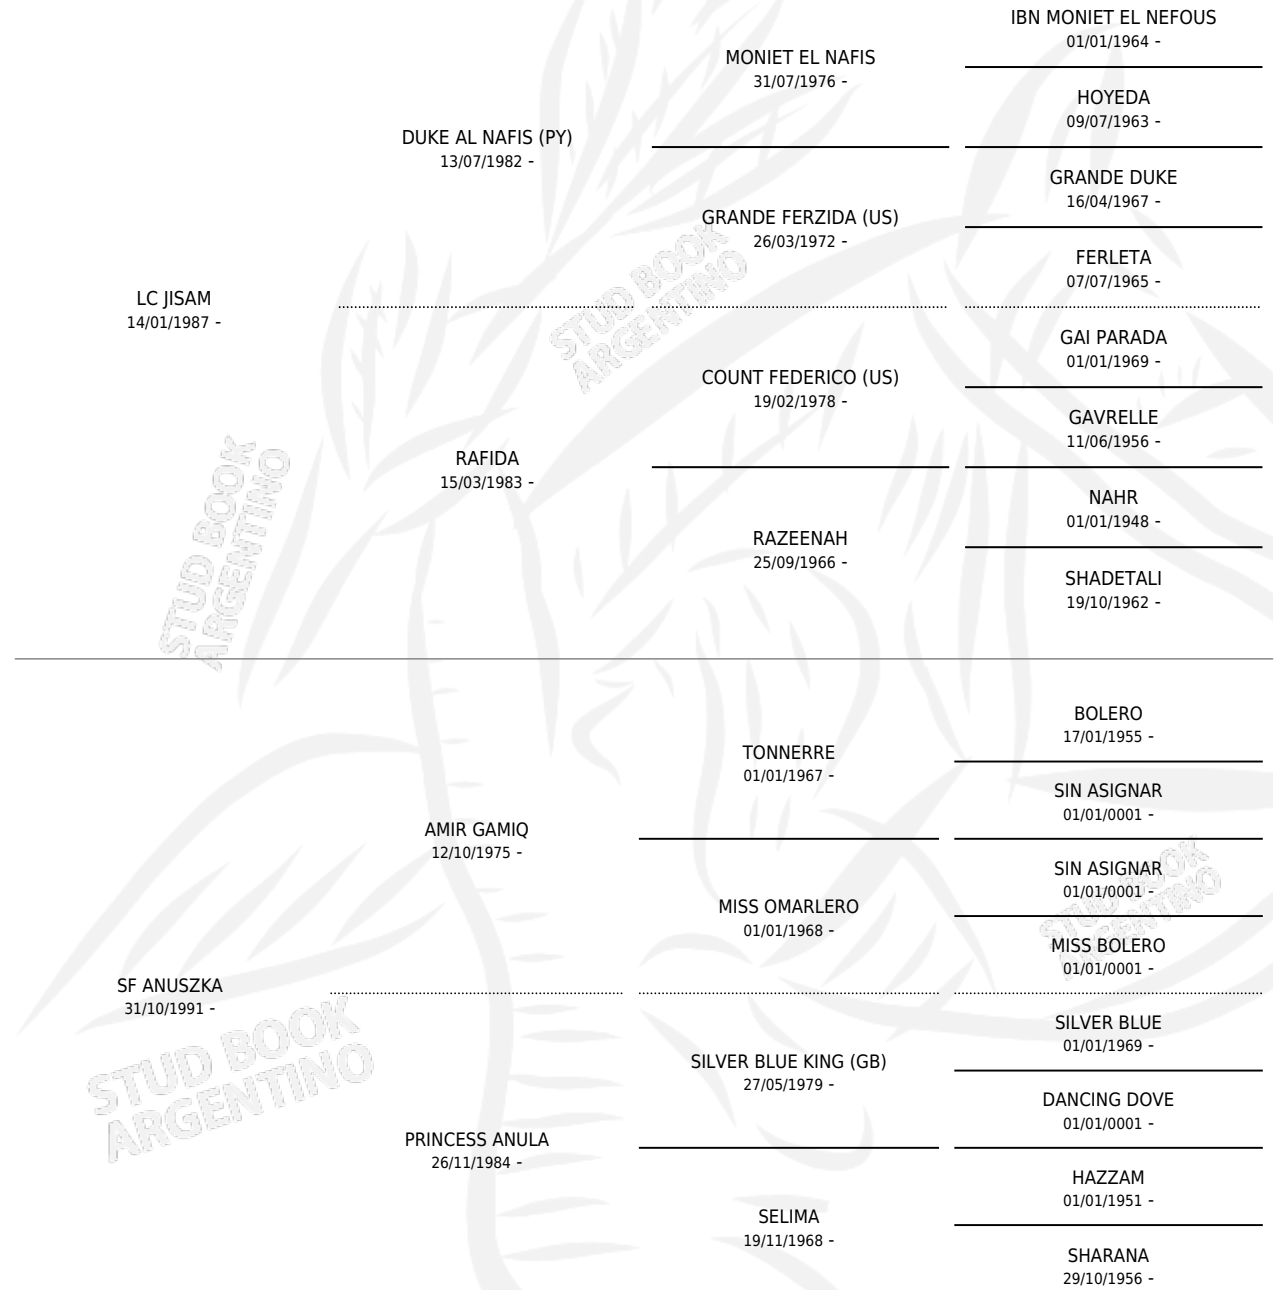 IBN MONIET EL NEFOUS
01/01/1964 -
MONIET EL NAFIS
31/07/1976 -
HOYEDA
09/07/1963 -
DUKE AL NAFIS (PY)
13/07/1982 -
GRANDE DUKE
16/04/1967 -
GRANDE FERZIDA (US)
26/03/1972 -
FERLETA
07/07/1965 -
STUD BOOK
ARGENTINO
LC JISAM
14/01/1987 -
GAI PARADA
01/01/1969 -
COUNT FEDERICO (US)
19/02/1978 -
GAVRELLE
11/06/1956 -
RAFIDA
15/03/1983 -
NAHR
01/01/1948 -
RAZEENAH
25/09/1966 -
SHADETALI
19/10/1962 -
STUD BOOK
ARGENTINO
BOLERO
17/01/1955 -
TONNERRE
01/01/1967 -
SIN ASIGNAR
01/01/0001 -
AMIR GAMIQ
12/10/1975 -
SIN ASIGNAR
01/01/0001 -
MISS OMARLERO
01/01/1968 -
MISS BOLERO
01/01/0001 -
STUD BOOK
ARGENTINO
SF ANUSZKA
31/10/1991 -
SILVER BLUE
01/01/1969 -
SILVER BLUE KING (GB)
27/05/1979 -
DANCING DOVE
01/01/0001 -
STUD BOOK
ARGENTINO
PRINCESS ANULA
26/11/1984 -
HAZZAM
01/01/1951 -
SELIMA
19/11/1968 -
SHARANA
29/10/1956 -